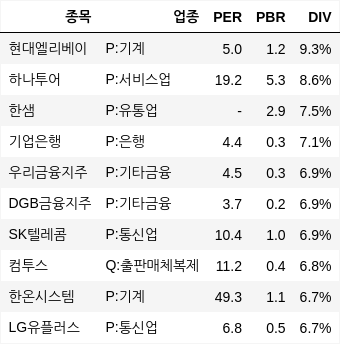 종목 업종 PER PBR DIV
현대엘리베이 P:기계 5.0 1.2 9.3%
하나투어 P:서비스업 19.2 5.3 8.6%
한샘 P:유통업 - 2.9 7.5%
기업은행 P:은행 4.4 0.3 7.1%
우리금융지주 P:기타금융 4.5 0.3 6.9%
DGB금융지주 P:기타금융 3.7 0.2 6.9%
SK텔레콤 P:통신업 10.4 1.0 6.9%
컴투스 Q:출판매체복제 11.2 0.4 6.8%
한온시스템 P:기계 49.3 1.1 6.7%
LG유플러스 P:통신업 6.8 0.5 6.7%